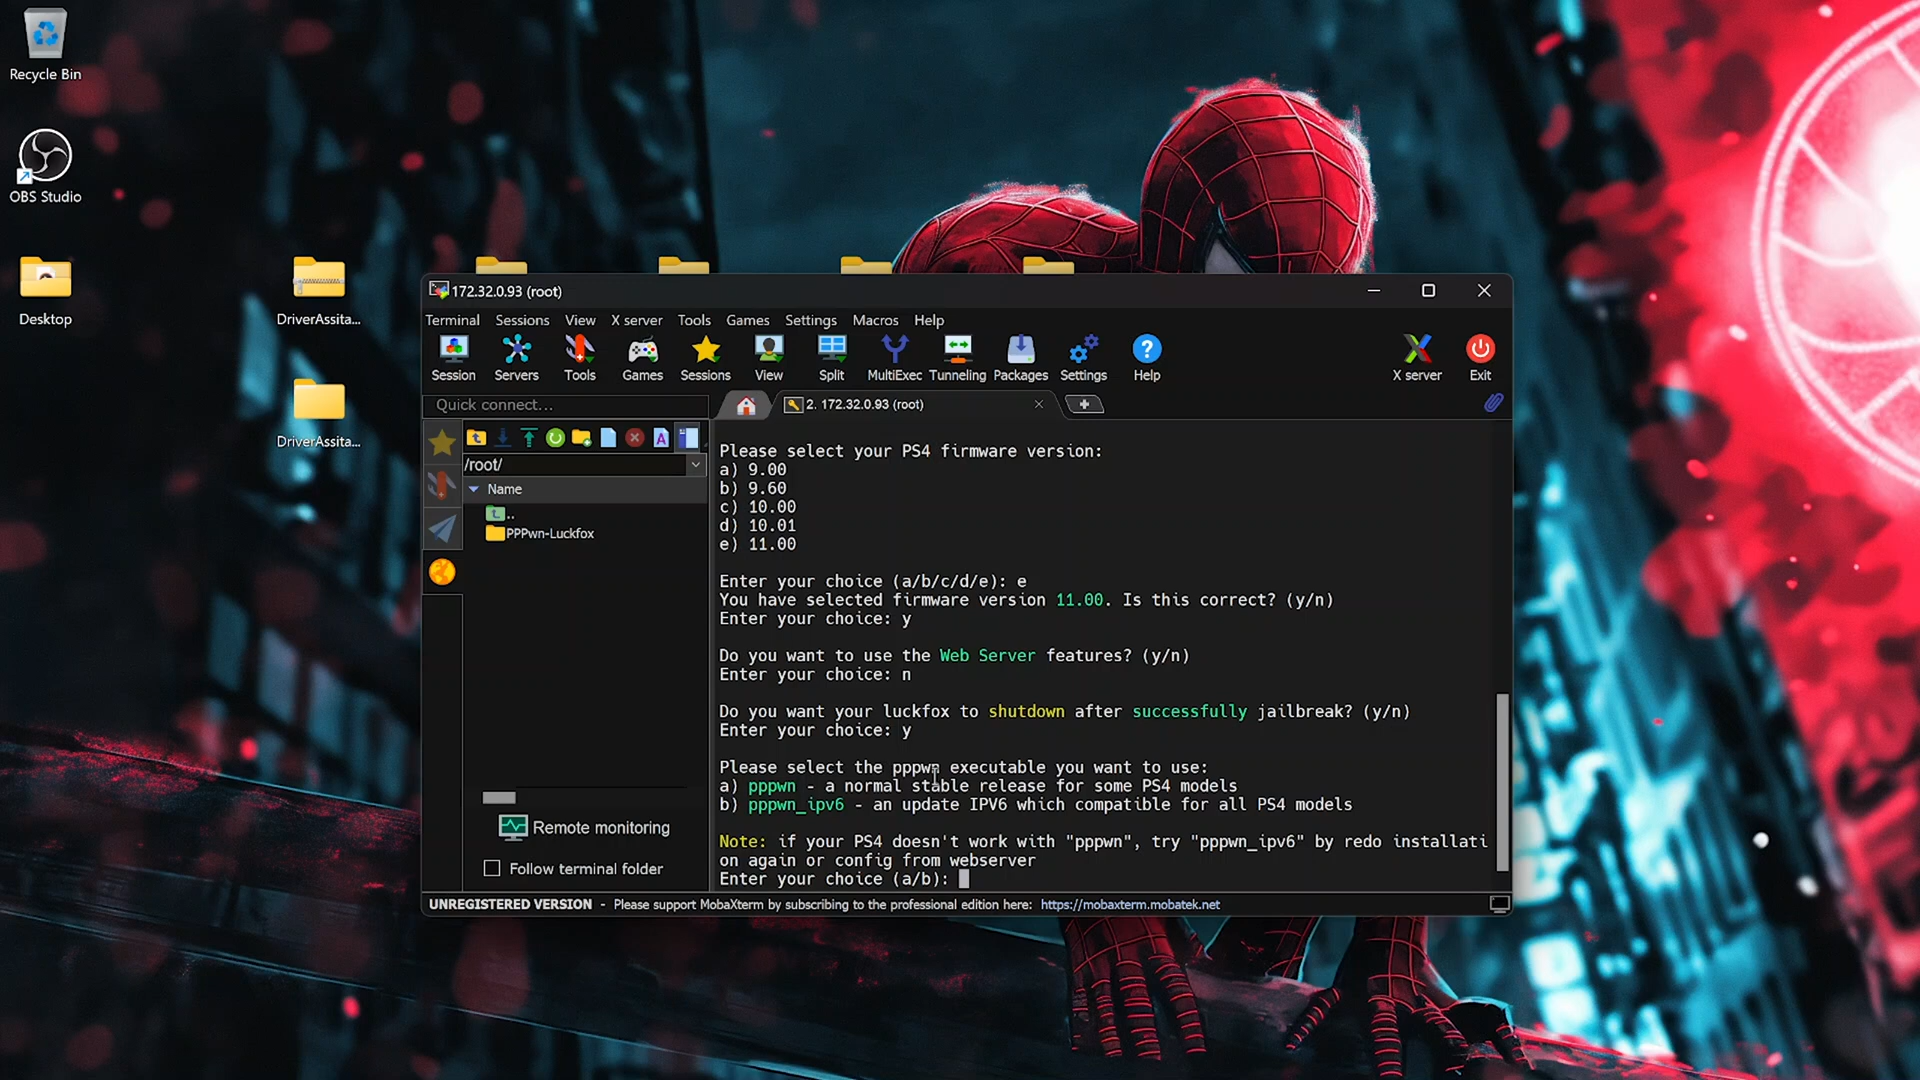 Recycle Bin
OBS Studio
Desktop
DriverAssita...
DriverAssita...
172.32.0.93 (root)
Terminal Sessions View X server Tools Games Settings Macros Help
Session Servers Tools Games Sessions View Split MultiExec Tunneling Packages Settings Help X server Exit
Quick connect...
2. 172.32.0.93 (root)
/root/
Name
..
PPPwn-Luckfox
Remote monitoring
Follow terminal folder
Please select your PS4 firmware version:
a) 9.00
b) 9.60
c) 10.00
d) 10.01
e) 11.00
Enter your choice (a/b/c/d/e): e
You have selected firmware version 11.00. Is this correct? (y/n)
Enter your choice: y
Do you want to use the Web Server features? (y/n)
Enter your choice: n
Do you want your luckfox to shutdown after successfully jailbreak? (y/n)
Enter your choice: y
Please select the pppwn executable you want to use:
a) pppwn - a normal stable release for some PS4 models
b) pppwn_ipv6 - an update IPV6 which compatible for all PS4 models
Note: if your PS4 doesn't work with "pppwn", try "pppwn_ipv6" by redo installati
on again or config from webserver
Enter your choice (a/b):
UNREGISTERED VERSION - Please support MobaXterm by subscribing to the professional edition here: https://mobaxterm.mobatek.net